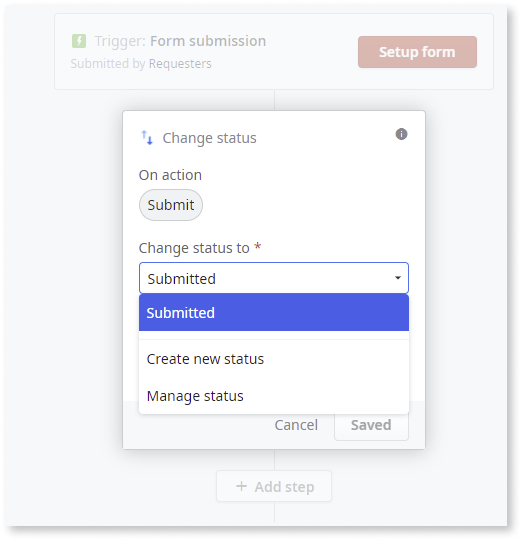 Trigger: Form submission
Submitted by Requesters
Setup form
Change status
On action
Submit
Change status to *
Submitted
Submitted
Create new status
Manage status
Cancel
Saved
+ Add step